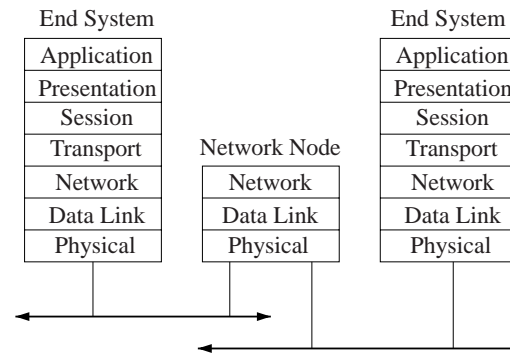 End System
Application
Presentation
Session
Transport
Network
Data Link
Physical
Network Node
Network
Data Link
Physical
End System
Application
Presentation
Session
Transport
Network
Data Link
Physical